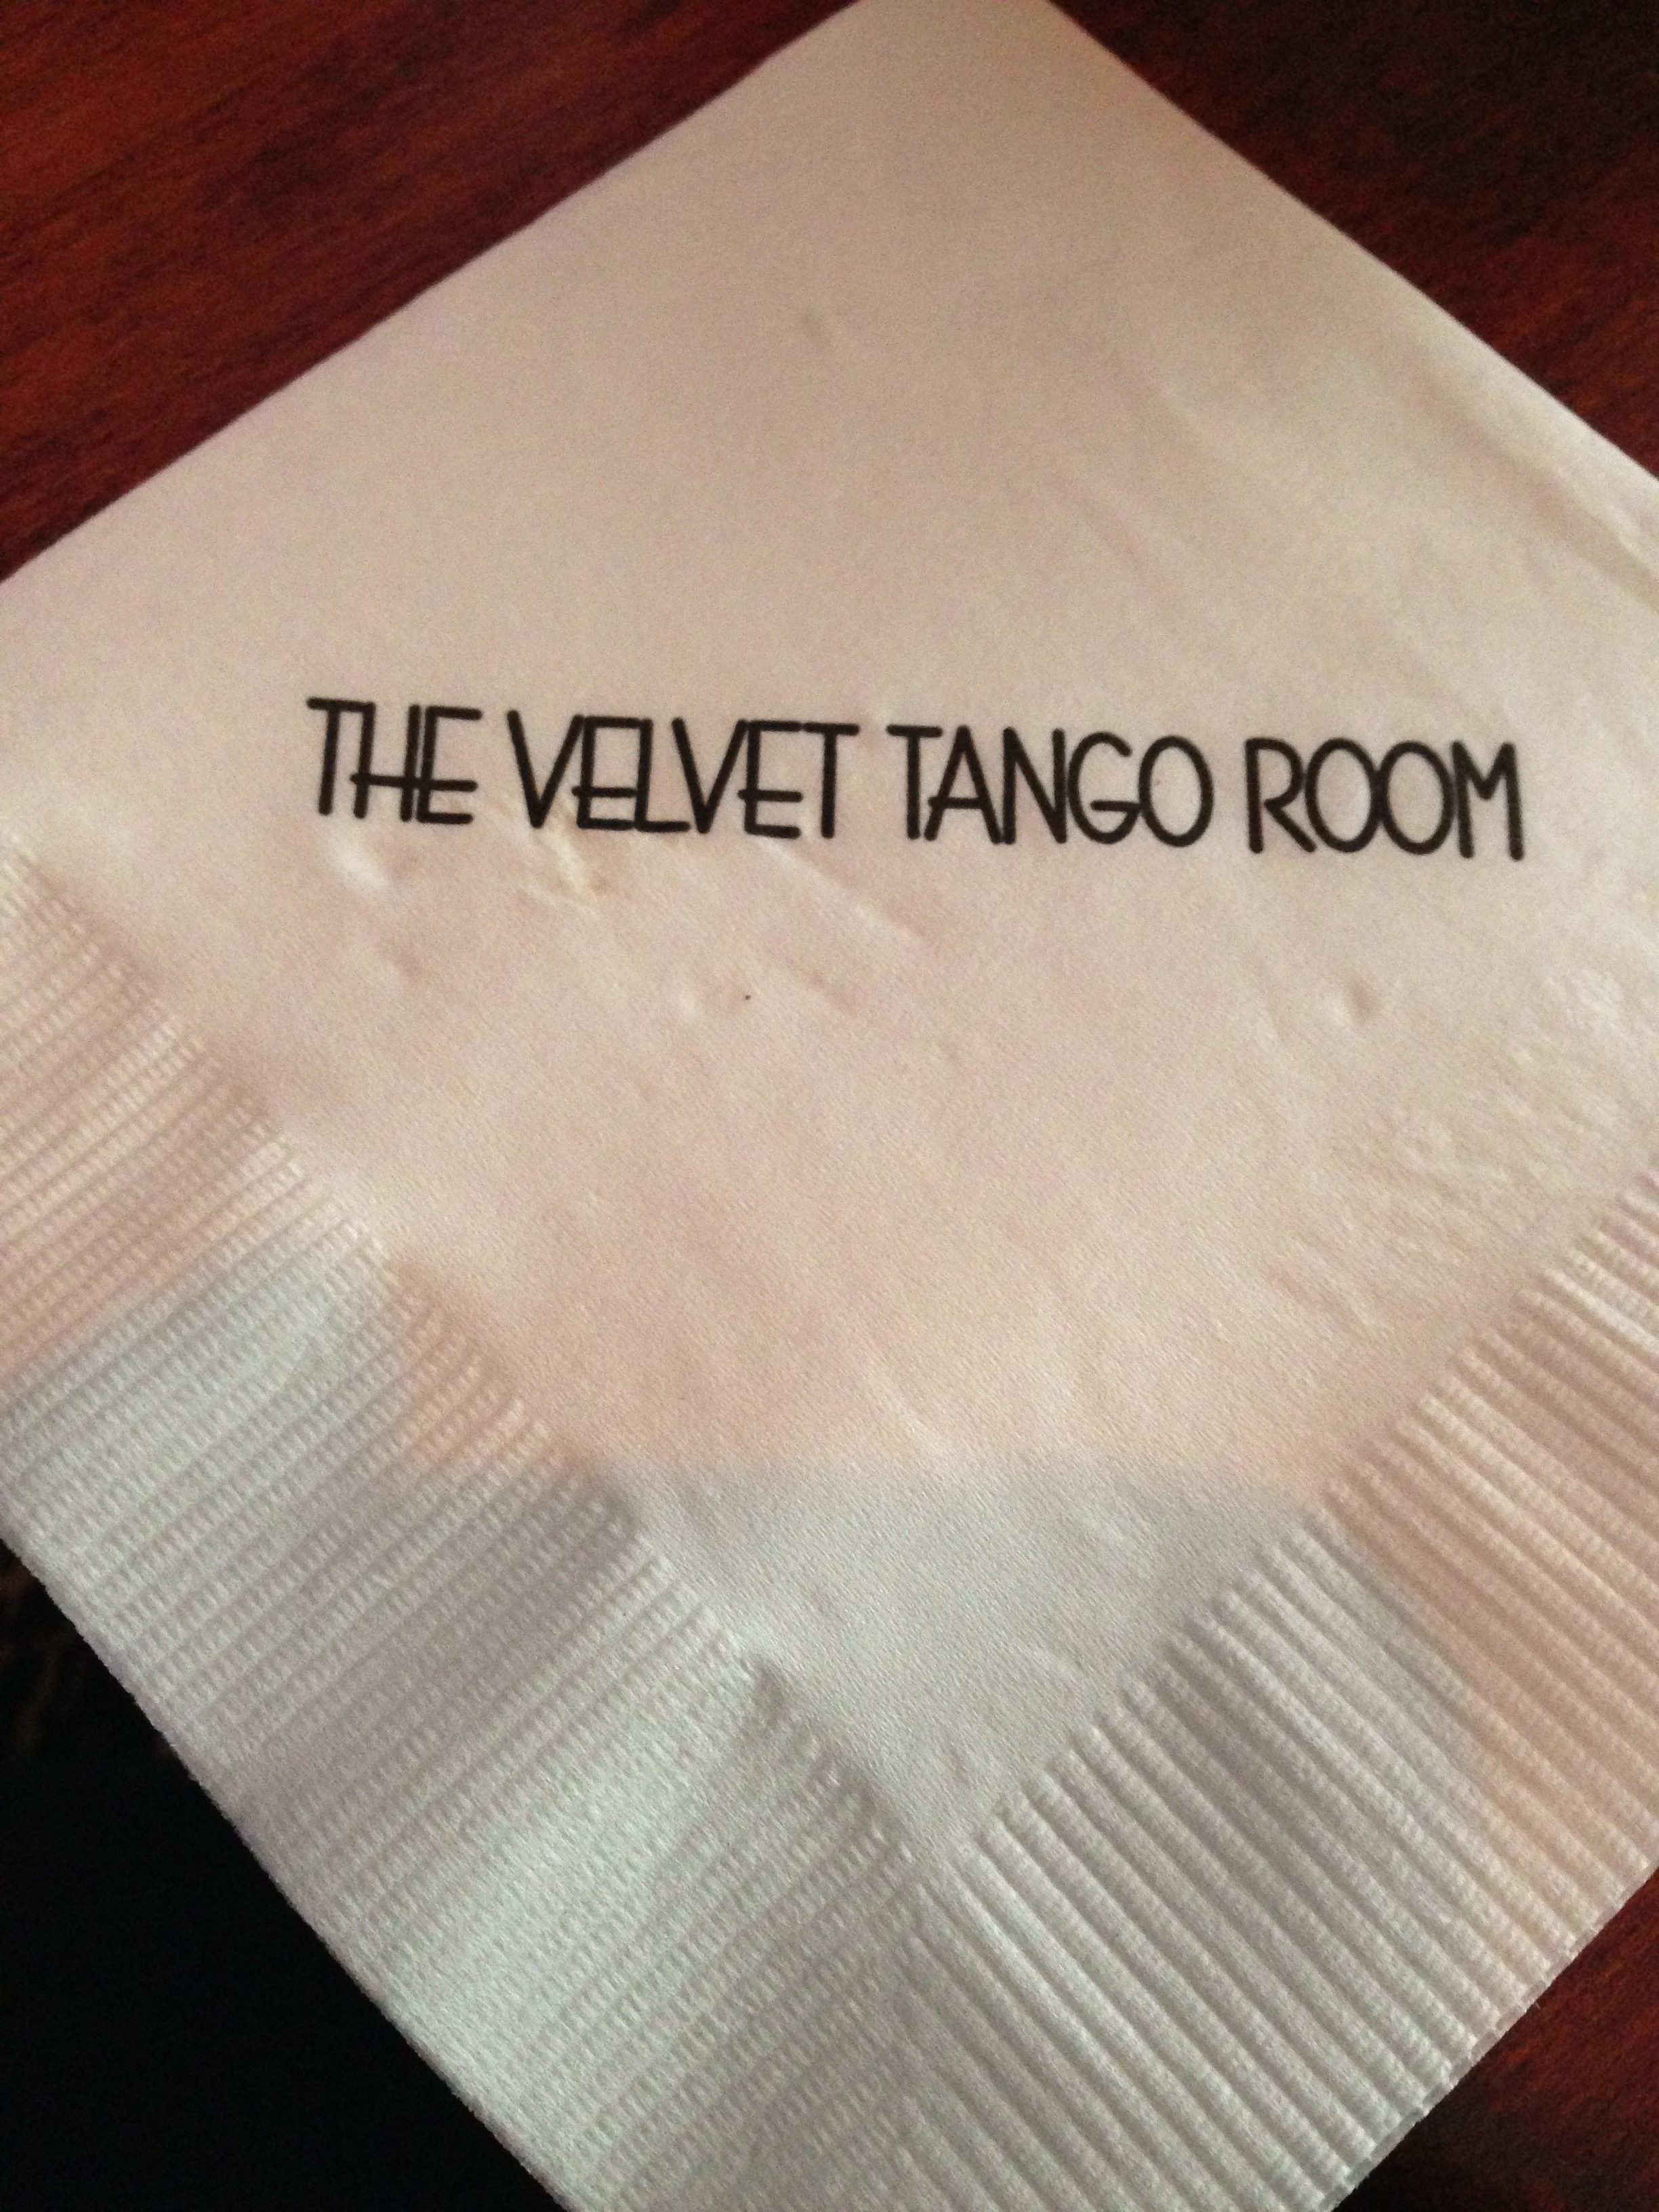 THE VELVET TANGO ROOM